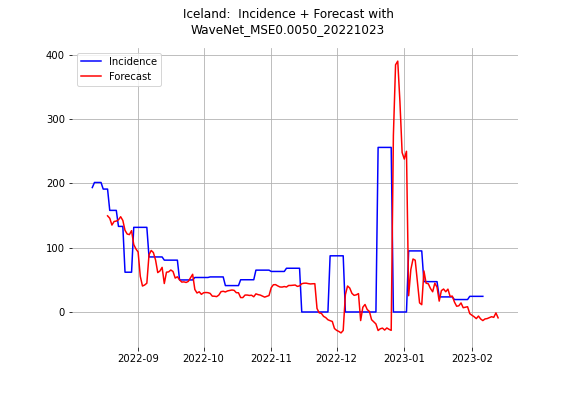 Iceland:  Incidence + Forecast with
WaveNet_MSE0.0050_20221023
Incidence
Forecast
400
300
200
100
0
2022-09
2022-10
2022-11
2022-12
2023-01
2023-02